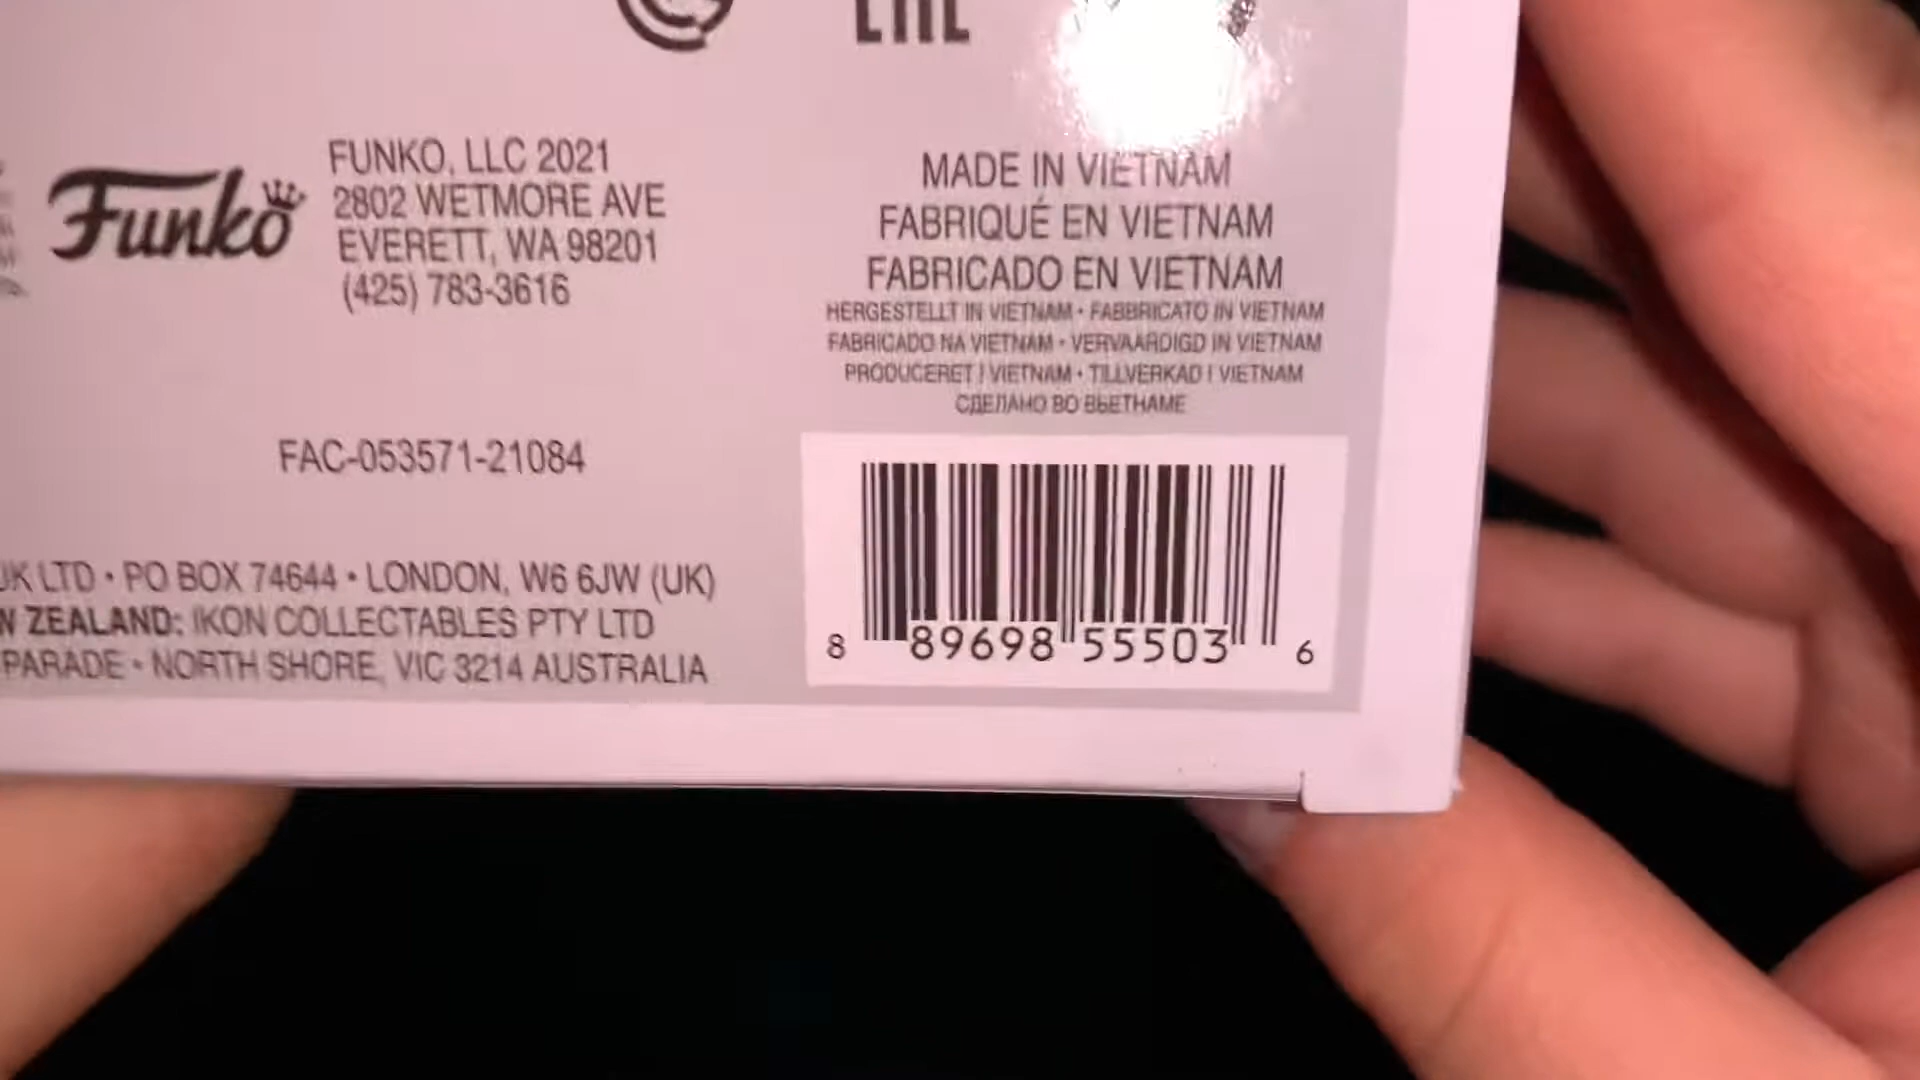 EAC
Funko
FUNKO, LLC 2021
2802 WETMORE AVE
EVERETT, WA 98201
(425) 783-3616
MADE IN VIETNAM
FABRIQUÉ EN VIETNAM
FABRICADO EN VIETNAM
HERGESTELLT IN VIETNAM • FABBRICATO IN VIETNAM
FABRICADO NA VIETNAM • VERVAARDIGD IN VIETNAM
PRODUCERET I VIETNAM • TILLVERKAD I VIETNAM
СДЕЛАНО ВО ВЬЕТНАМЕ
FAC-053571-21084
UK LTD • PO BOX 74644 • LONDON, W6 6JW (UK)
ZEALAND: IKON COLLECTABLES PTY LTD
PARADE • NORTH SHORE, VIC 3214 AUSTRALIA
8 89698 55503 6